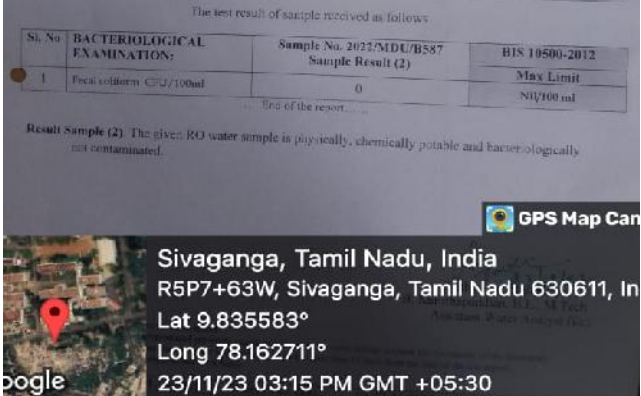 The test result of sample received as follows
Sl. No BACTERIOLOGICAL EXAMINATION: Sample No. 2022/MDU/B587 Sample Result (2) BIS 10500-2012
Max Limit
1 Fecal coliform CFU/100ml 0 Nil/100 ml
End of the report......
Result Sample (2) The given RO water sample is physically, chemically potable and bacteriologically
not contaminated.
GPS Map Cam
Sivaganga, Tamil Nadu, India
R5P7+63W, Sivaganga, Tamil Nadu 630611, In
Lat 9.835583°
Long 78.162711°
23/11/23 03:15 PM GMT +05:30
oogle